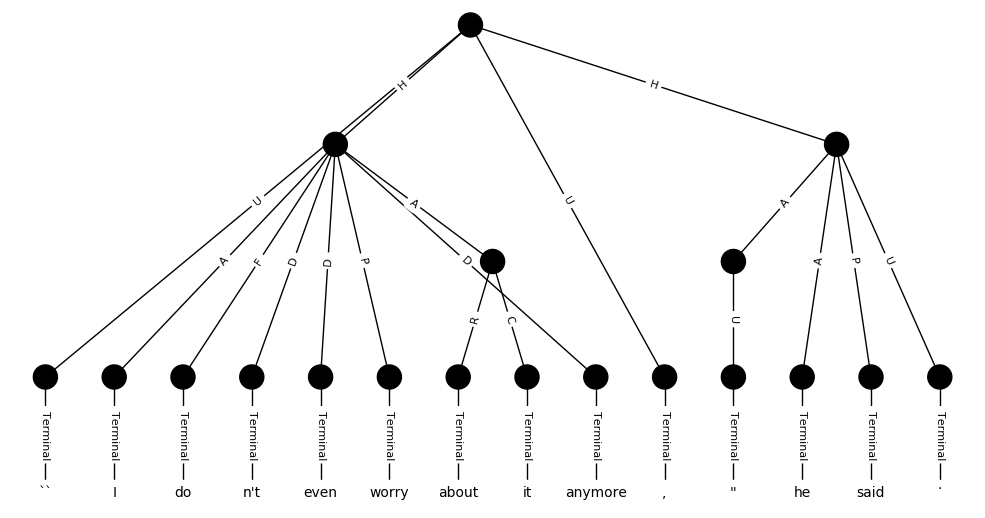 H H
U A F D D P A D U A A P U
R C U
Terminal Terminal Terminal Terminal Terminal Terminal Terminal Terminal Terminal Terminal Terminal Terminal Terminal Terminal
`` I do n't even worry about it anymore , " he said .